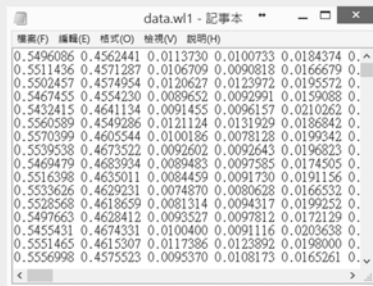 data.wl1 - 記事本
檔案(F) 編輯(E) 格式(O) 檢視(V) 說明(H)
0.5496086 0.4562441 0.0113730 0.0100733 0.0184374 0.
0.5511436 0.4571287 0.0106709 0.0090818 0.0166679 0.
0.5502457 0.4574954 0.0120627 0.0123972 0.0195572 0.
0.5467455 0.4554230 0.0089652 0.0092991 0.0159088 0.
0.5432415 0.4641134 0.0091455 0.0096157 0.0210262 0.
0.5560589 0.4549286 0.0121124 0.0131929 0.0186842 0.
0.5570399 0.4605544 0.0100186 0.0078128 0.0199342 0.
0.5539538 0.4673522 0.0092602 0.0092643 0.0196823 0.
0.5469479 0.4683934 0.0089483 0.0097585 0.0174505 0.
0.5516398 0.4635011 0.0084459 0.0091730 0.0191156 0.
0.5533626 0.4629231 0.0074870 0.0080628 0.0166532 0.
0.5528568 0.4618659 0.0081314 0.0094317 0.0199252 0.
0.5497663 0.4628412 0.0093527 0.0097812 0.0172129 0.
0.5455431 0.4674331 0.0100400 0.0091116 0.0203638 0.
0.5551465 0.4615307 0.0117386 0.0123892 0.0198000 0.
0.5556998 0.4575523 0.0095370 0.0108173 0.0165261 0.